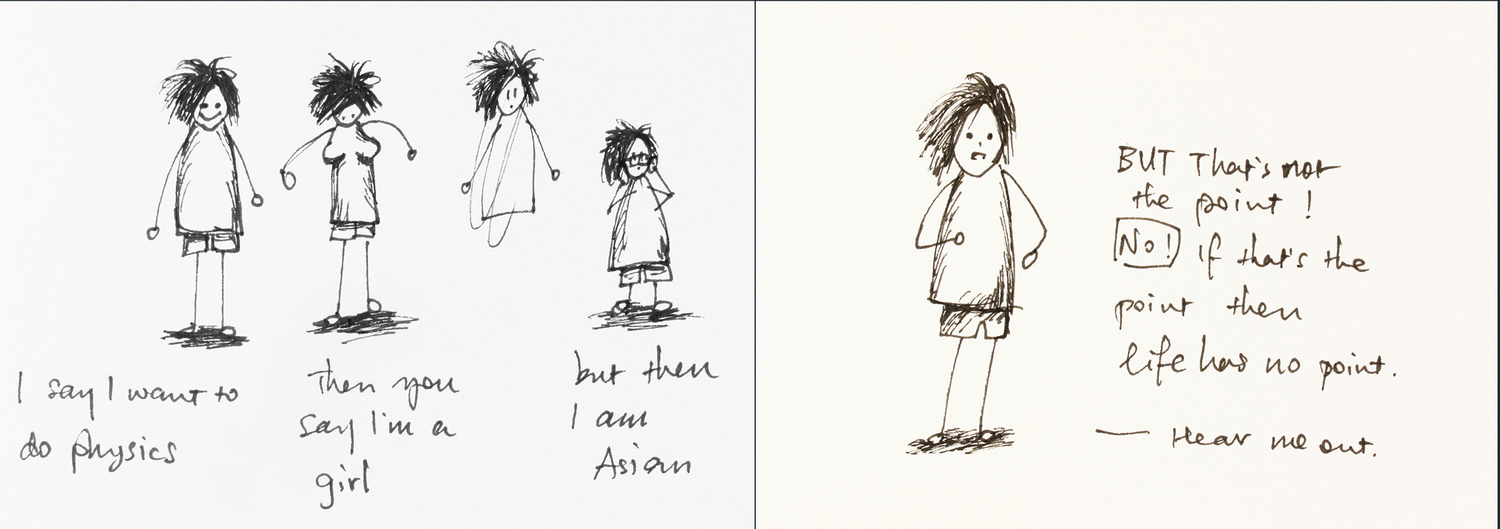 I say I want to
do physics
then you
say I'm a
girl
but then
I am
Asian
BUT That's not
the point !
No! if that's the
point then
life has no point.
— Hear me out.